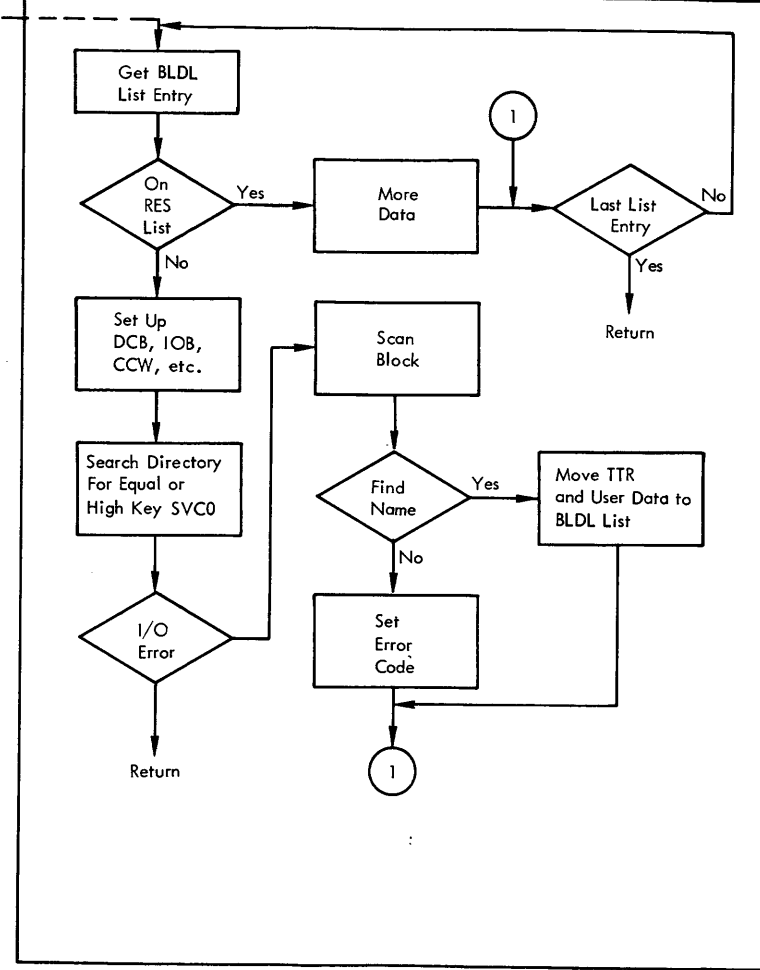 Get BLDL
List Entry
1
On
RES
List
Yes
More
Data
Last List
Entry
No
No
Yes
Return
Set Up
DCB, IOB,
CCW, etc.
Scan
Block
Search Directory
For Equal or
High Key SVC0
Find
Name
Yes
Move TTR
and User Data to
BLDL List
No
I/O
Error
Set
Error
Code
Return
1